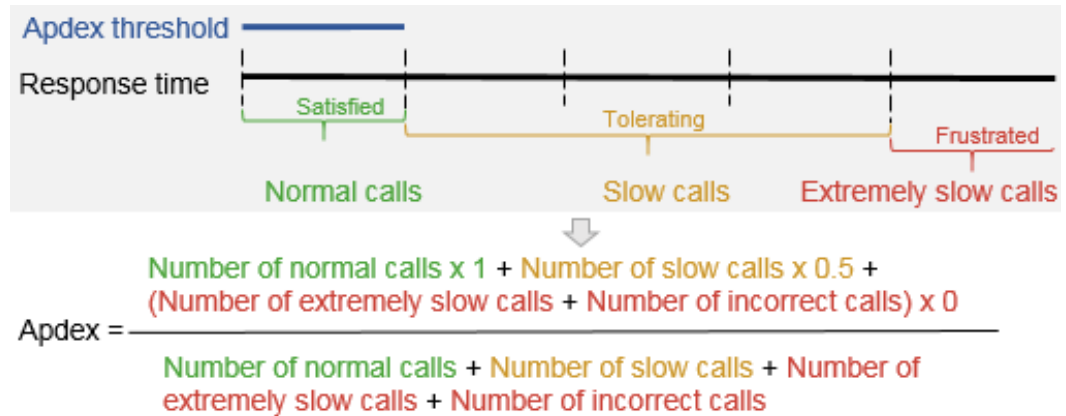 Apdex threshold
Response time
Satisfied
Tolerating
Frustrated
Normal calls
Slow calls
Extremely slow calls
Number of normal calls x 1 + Number of slow calls x 0.5 +
(Number of extremely slow calls + Number of incorrect calls) x 0
Apdex =
Number of normal calls + Number of slow calls + Number of
extremely slow calls + Number of incorrect calls